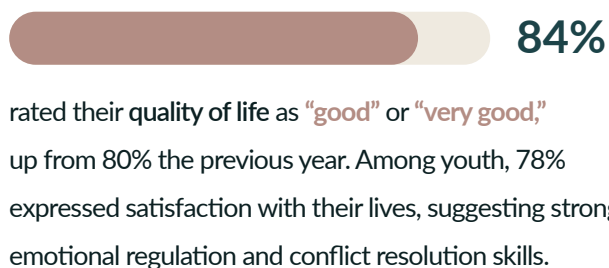 84%
rated their quality of life as “good” or “very good,”
up from 80% the previous year. Among youth, 78%
expressed satisfaction with their lives, suggesting
emotional regulation and conflict resolution skills.